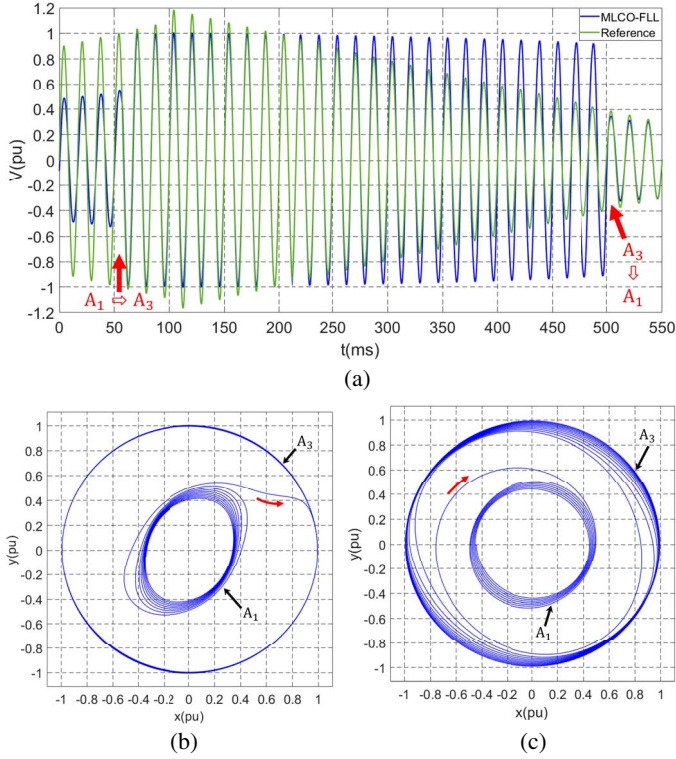 MLCO-FLL
Reference
1.2
1
0.8
0.6
0.4
0.2
0
-0.2
-0.4
-0.6
-0.8
-1
-1.2
V(pu)
A₁ ⇨ A₃
A₃
⇩
A₁
0 50 100 150 200 250 300 350 400 450 500 550
t(ms)
(a)
1
0.8
0.6
0.4
0.2
0
-0.2
-0.4
-0.6
-0.8
-1
y(pu)
A₃
A₁
-1 -0.8 -0.6 -0.4 -0.2 0 0.2 0.4 0.6 0.8 1
x(pu)
(b)
1
0.8
0.6
0.4
0.2
0
-0.2
-0.4
-0.6
-0.8
-1
y(pu)
A₃
A₁
-1 -0.8 -0.6 -0.4 -0.2 0 0.2 0.4 0.6 0.8 1
x(pu)
(c)